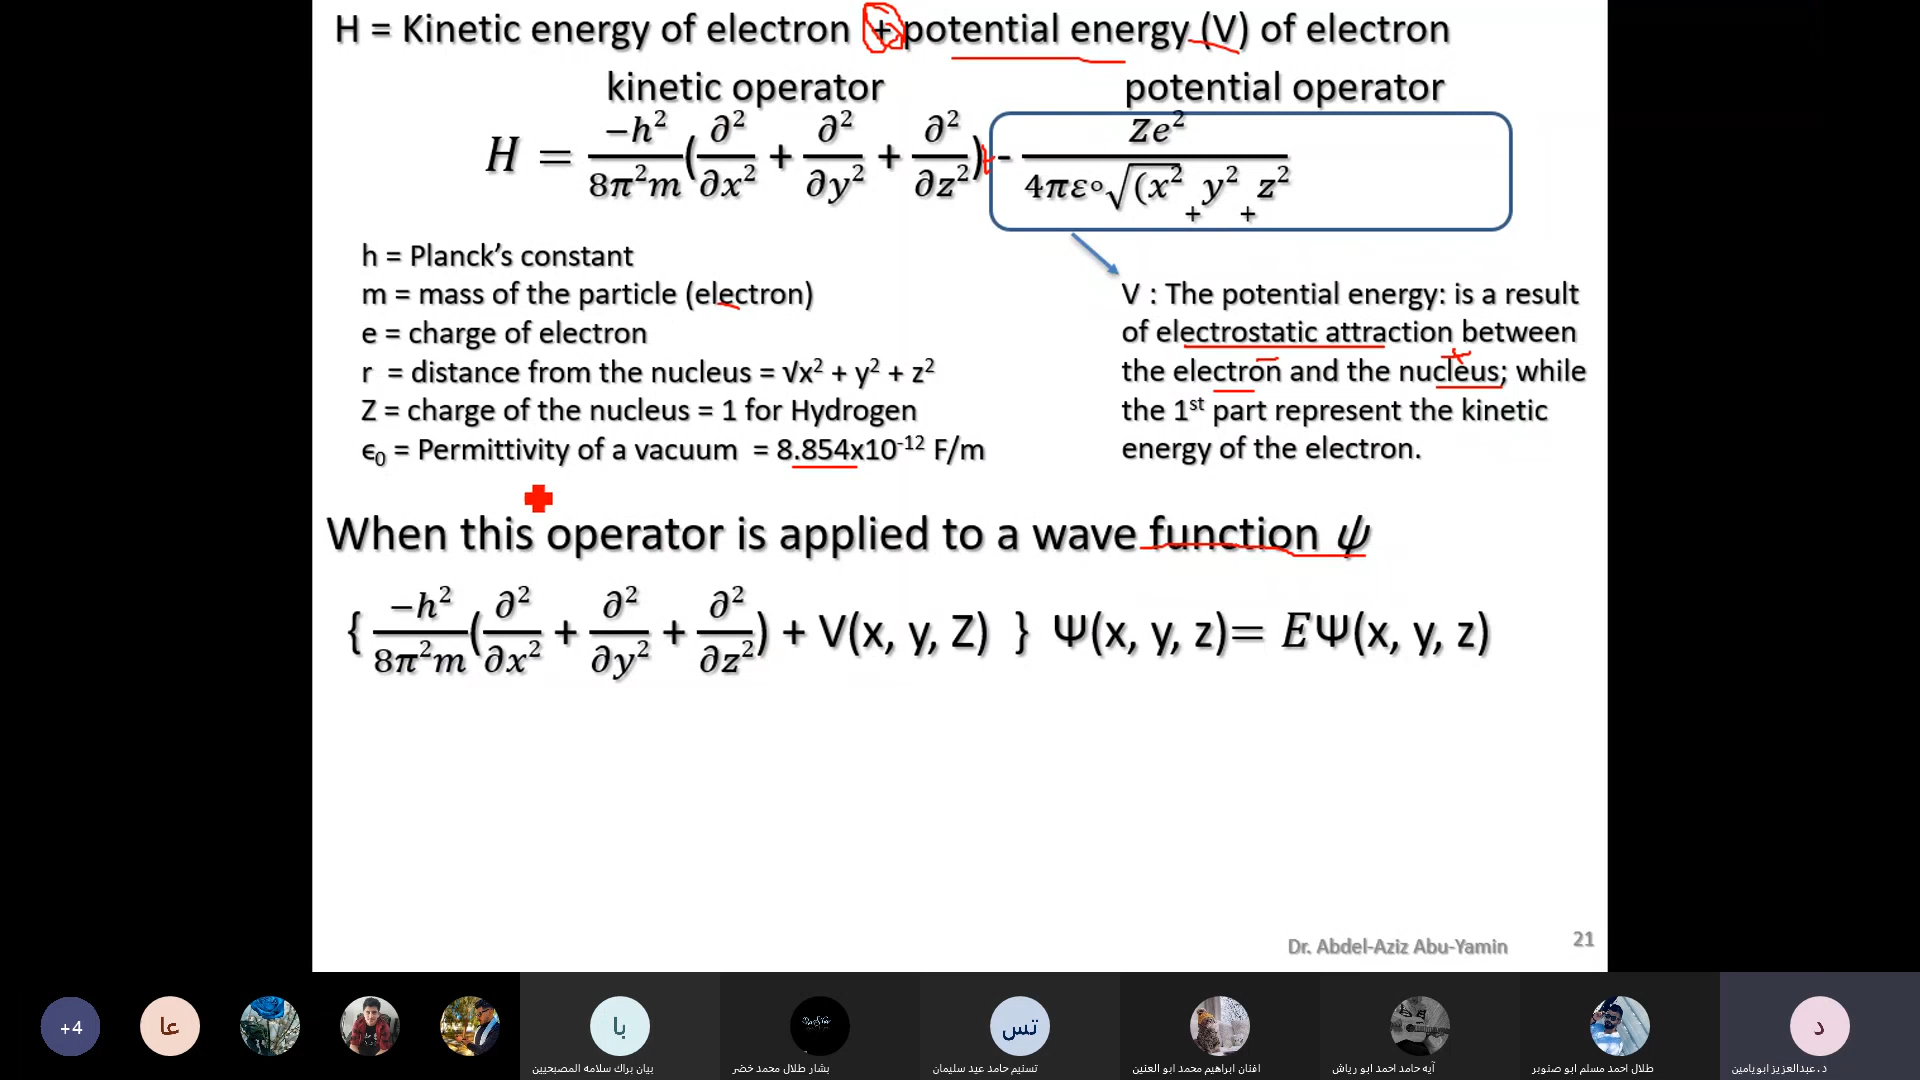 H = Kinetic energy of electron + potential energy (V) of electron
kinetic operator potential operator
H = −h²/8π²m (∂²/∂x² + ∂²/∂y² + ∂²/∂z²) - Ze²/4πε०√(x² + y² + z²
h = Planck’s constant
m = mass of the particle (electron)
e = charge of electron
r = distance from the nucleus = √x² + y² + z²
Z = charge of the nucleus = 1 for Hydrogen
ϵ₀ = Permittivity of a vacuum = 8.854x10⁻¹² F/m
V : The potential energy: is a result
of electrostatic attraction between
the electron and the nucleus; while
the 1ˢᵗ part represent the kinetic
energy of the electron.
When this operator is applied to a wave function ψ
{ −h²/8π²m (∂²/∂x² + ∂²/∂y² + ∂²/∂z²) + V(x, y, Z) } Ψ(x, y, z)= EΨ(x, y, z)
Dr. Abdel-Aziz Abu-Yamin 21
+4
عا
با
تس
د
بيان براك سلامه المصبحيين
بشار طلال محمد خضر
تسنيم حامد عيد سليمان
افنان ابراهيم محمد ابو العنين
آيه حامد احمد ابو رياش
طلال احمد مسلم ابو صنوبر
د.عبدالعزيز ابويامين